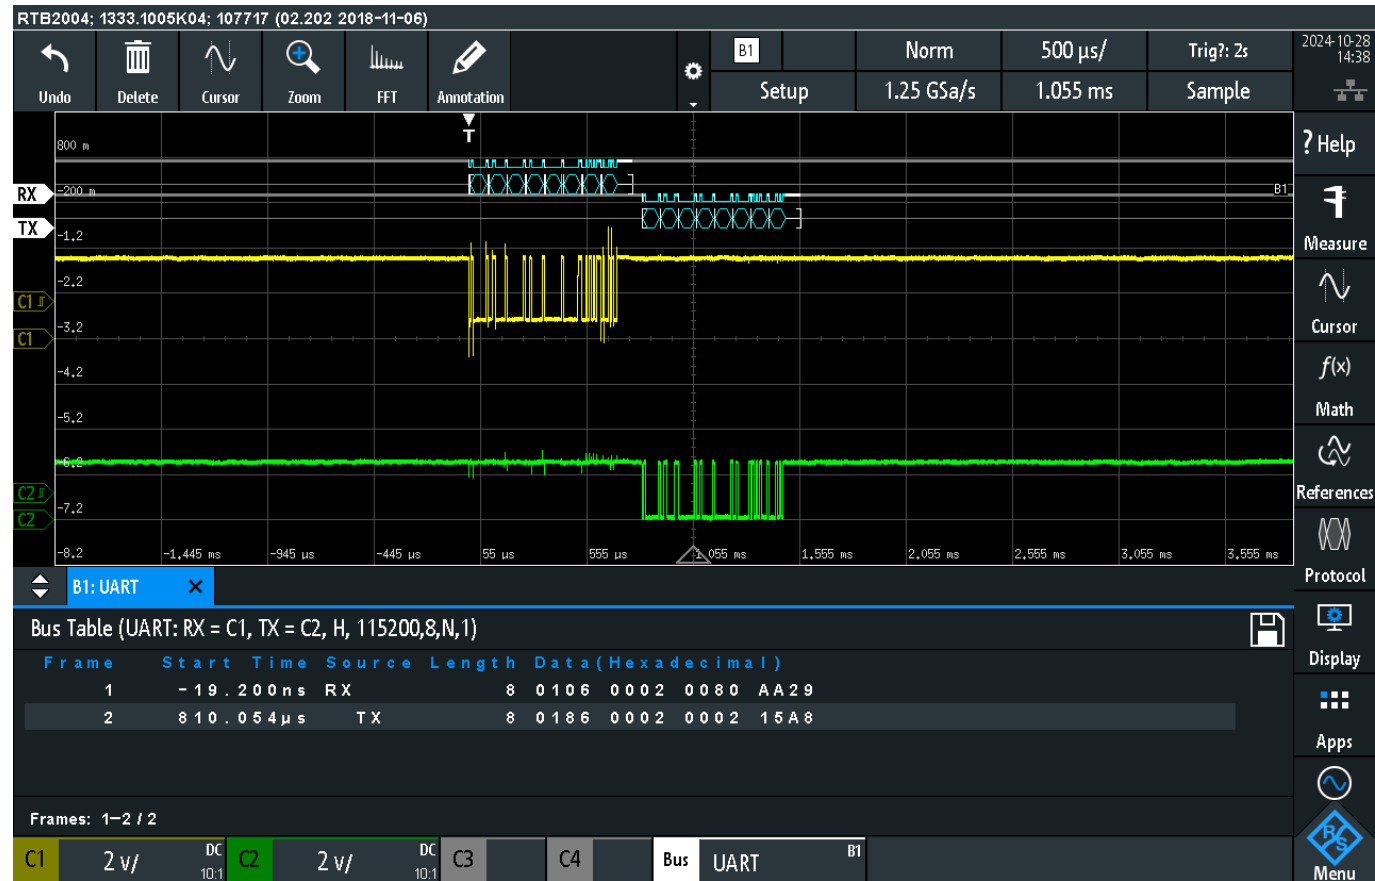 RTB2004; 1333.1005K04; 107717 (02.202 2018-11-06)
Undo Delete Cursor Zoom FFT Annotation
B1 Norm 500 µs/ Trig?: 2s
Setup 1.25 GSa/s 1.055 ms Sample
2024-10-28
14:38
? Help
Measure
Cursor
f(x)
Math
References
Protocol
Display
Apps
R&S
Menu
T
800 m
RX -200 m B1
TX
-1.2
-2.2
C1
-3.2
C1
-4.2
-5.2
-6.2
C2
-7.2
C2
-8.2 -1.445 ms -945 µs -445 µs 55 µs 555 µs 1.055 ms 1.555 ms 2.055 ms 2.555 ms 3.055 ms 3.555 ms
B1: UART ×
Bus Table (UART: RX = C1, TX = C2, H, 115200,8,N,1)
Frame Start Time Source Length Data(Hexadecimal)
1 -19.200ns RX 8 0106 0002 0080 AA29
2 810.054µs TX 8 0186 0002 0002 15A8
Frames: 1-2 / 2
C1 2 V/ DC 10:1 C2 2 V/ DC 10:1 C3 C4 Bus UART B1